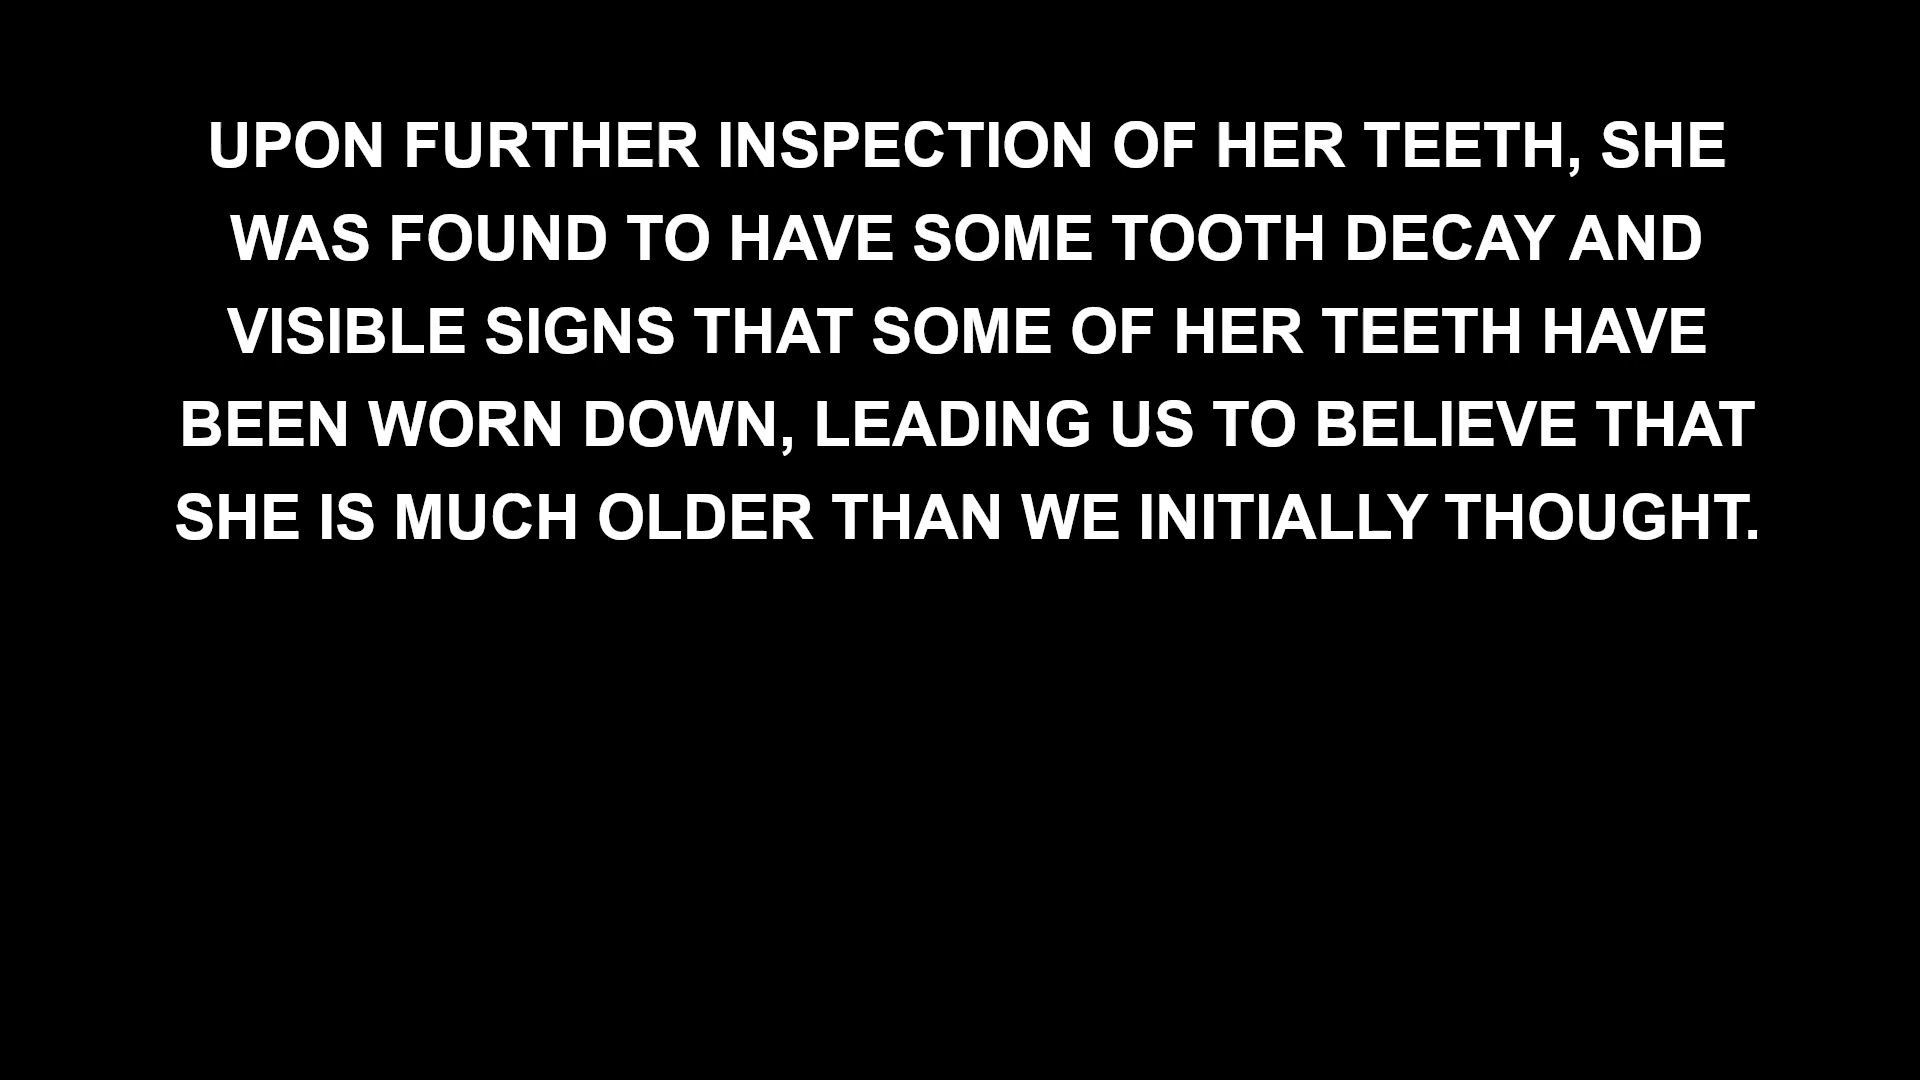 UPON FURTHER INSPECTION OF HER TEETH, SHE
WAS FOUND TO HAVE SOME TOOTH DECAY AND
VISIBLE SIGNS THAT SOME OF HER TEETH HAVE
BEEN WORN DOWN, LEADING US TO BELIEVE THAT
SHE IS MUCH OLDER THAN WE INITIALLY THOUGHT.